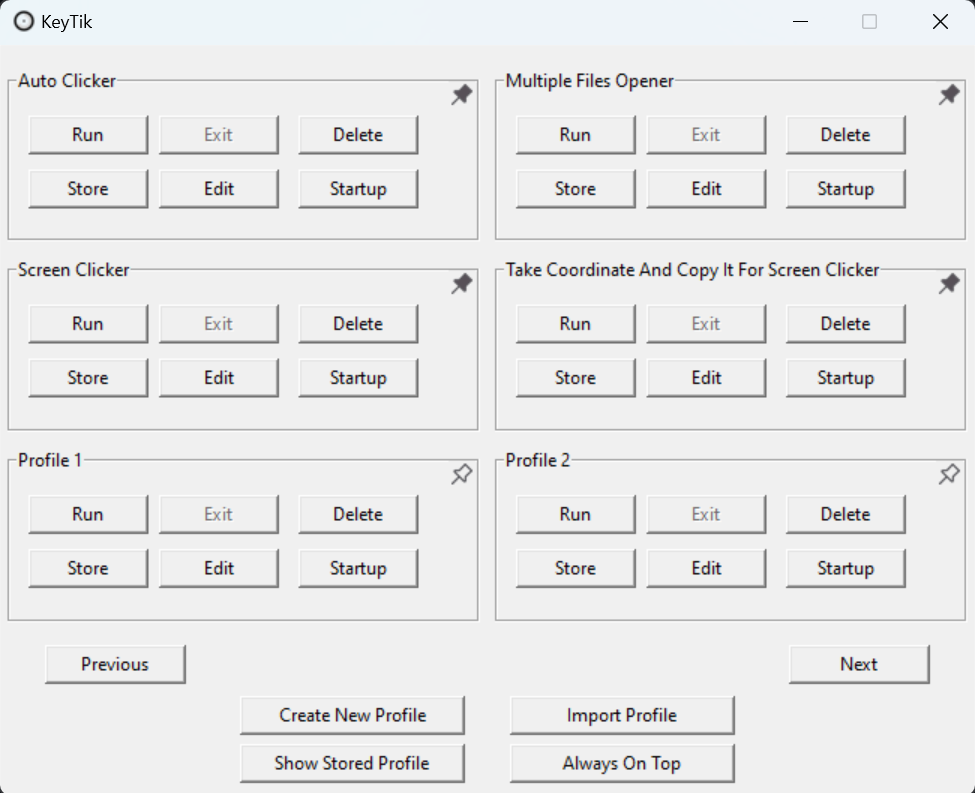 KeyTik
Auto Clicker
Run Exit Delete
Store Edit Startup
Multiple Files Opener
Run Exit Delete
Store Edit Startup
Screen Clicker
Run Exit Delete
Store Edit Startup
Take Coordinate And Copy It For Screen Clicker
Run Exit Delete
Store Edit Startup
Profile 1
Run Exit Delete
Store Edit Startup
Profile 2
Run Exit Delete
Store Edit Startup
Previous Next
Create New Profile Import Profile
Show Stored Profile Always On Top